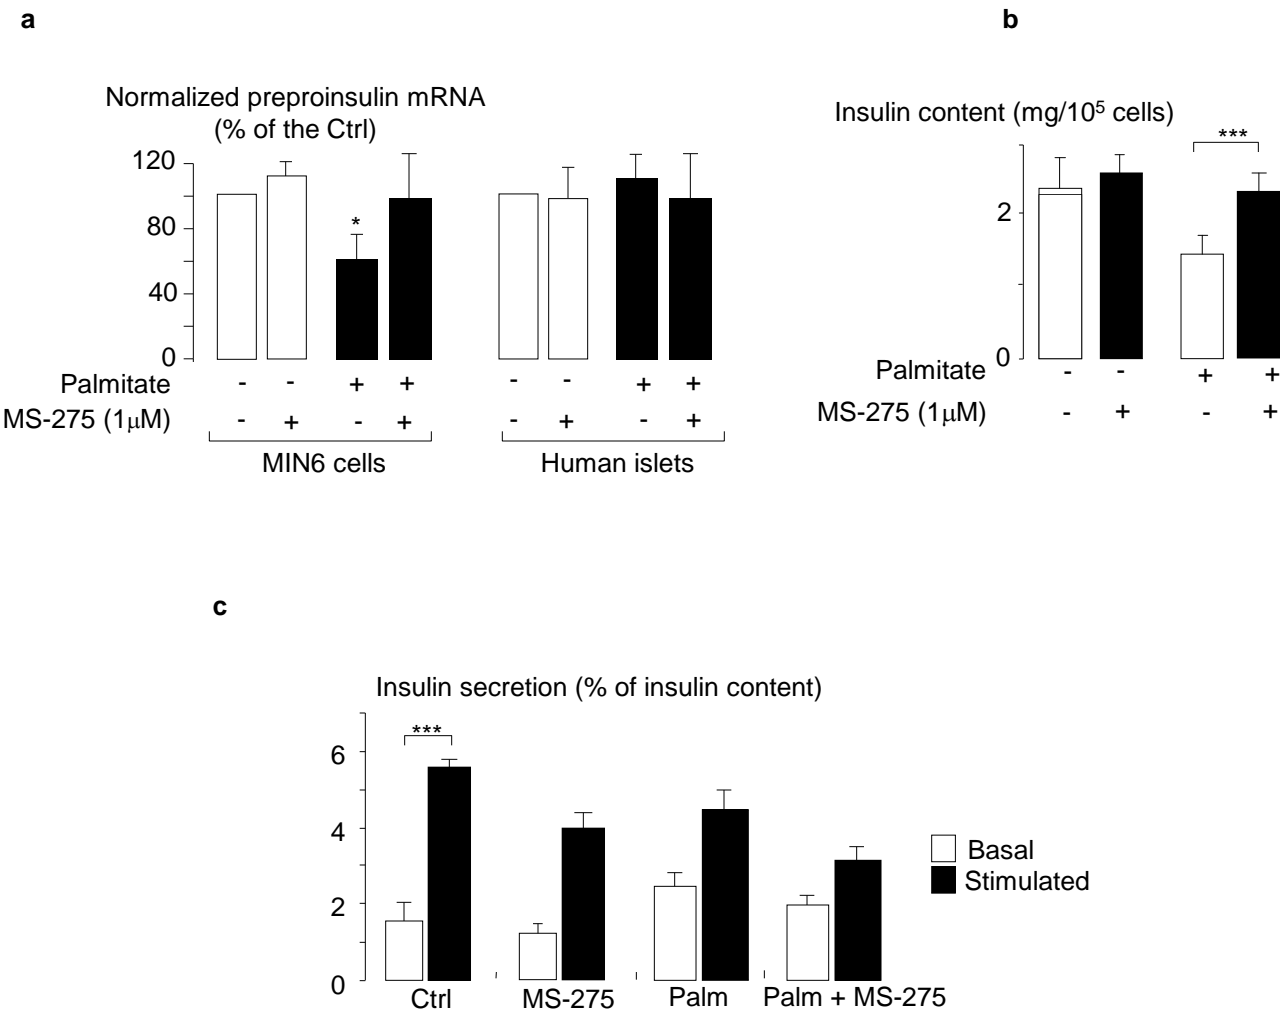 a
Normalized preproinsulin mRNA
(% of the Ctrl)
120
80
40
0
*
Palmitate - - + + - - + +
MS-275 (1μM) - + - + - + - +
MIN6 cells Human islets
b
Insulin content (mg/10⁵ cells)
***
2
0
Palmitate - - + +
MS-275 (1μM) - + - +
c
Insulin secretion (% of insulin content)
***
6
4
2
0
Ctrl MS-275 Palm Palm + MS-275
Basal
Stimulated